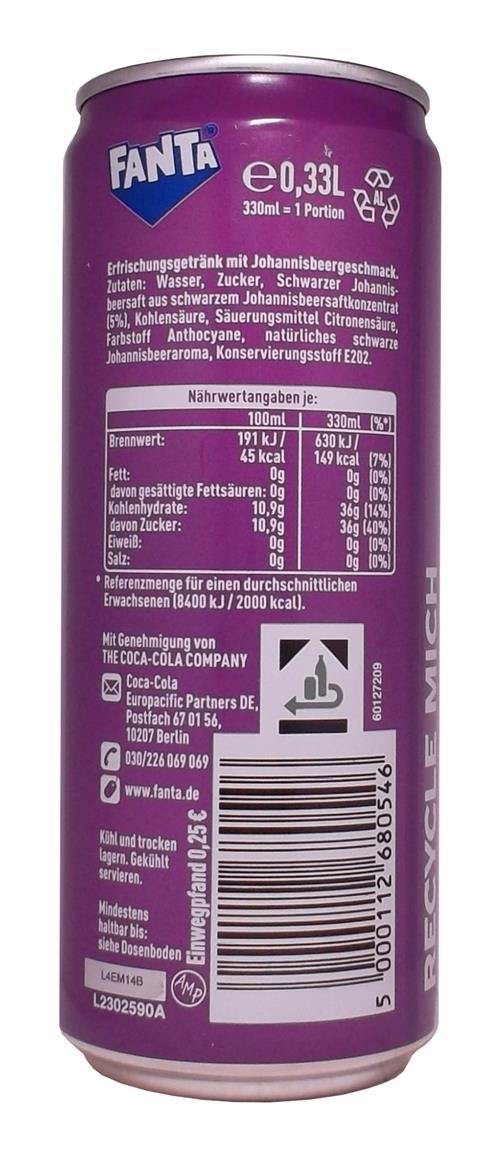 FANTA
e 0,33L
330ml = 1 Portion
AL
Erfrischungsgetränk mit Johannisbeergeschmack.
Zutaten: Wasser, Zucker, Schwarzer Johannis-
beersaft aus schwarzem Johannisbeersaftkonzentrat
(5%), Kohlensäure, Säuerungsmittel Citronensäure,
Farbstoff Anthocyane, natürliches schwarze
Johannisbeeraroma, Konservierungsstoff E202.
Nährwertangaben je:
100ml 330ml (%*)
Brennwert: 191 kJ/ 630 kJ/
45 kcal 149 kcal (7%)
Fett: 0g 0g (0%)
davon gesättigte Fettsäuren: 0g 0g (0%)
Kohlenhydrate: 10,9g 36g (14%)
davon Zucker: 10,9g 36g (40%)
Eiweiß: 0g 0g (0%)
Salz: 0g 0g (0%)
* Referenzmenge für einen durchschnittlichen
Erwachsenen (8400 kJ / 2000 kcal).
Mit Genehmigung von
THE COCA-COLA COMPANY
Coca-Cola
Europacific Partners DE,
Postfach 67 01 56,
10207 Berlin
030/226 069 069
www.fanta.de
Kühl und trocken
lagern. Gekühlt
servieren.
Mindestens
haltbar bis:
siehe Dosenboden
L4EM14B
L2302590A
AMP
Einwegpfand 0,25 €
60127209
5 000112 680546
RECYCLE MICH